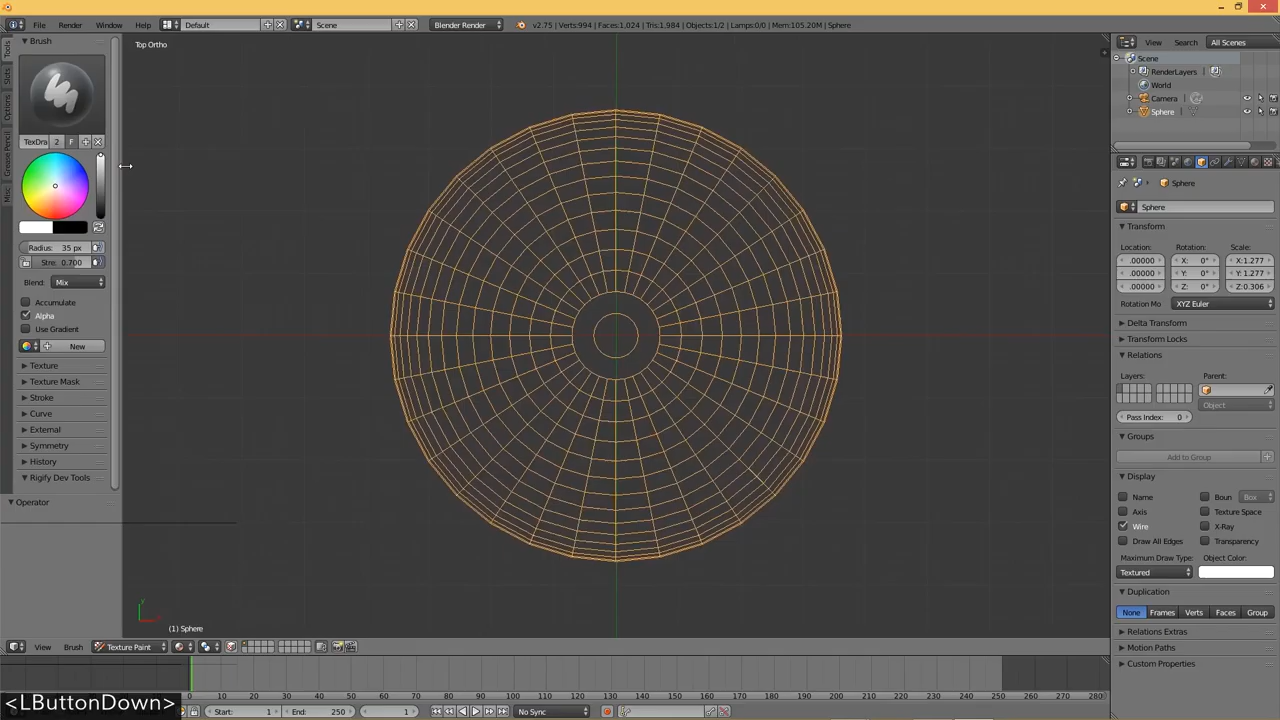 File Render Window Help Default Scene Blender Render v2.75 | Verts:994 | Faces:1,024 | Tris:1,984 | Objects:1/2 | Lamps:0/0 | Mem:105.20M | Sphere
Top Ortho
Tools
Slots
Options
Grease Pencil
Misc
Brush
TexDra 2 F
Radius: 35 px
Stre: 0.700
Blend: Mix
Accumulate
Alpha
Use Gradient
New
Texture
Texture Mask
Stroke
Curve
External
Symmetry
History
Rigify Dev Tools
Operator
(1) Sphere
View Brush Texture Paint
View Search All Scenes
Scene
RenderLayers
World
Camera
Sphere
Sphere
Sphere
Transform
Location: Rotation: Scale:
.00000 X: 0° X:1.277
.00000 Y: 0° Y:1.277
.00000 Z: 0° Z:0.306
Rotation Mo XYZ Euler
Delta Transform
Transform Locks
Relations
Layers: Parent:
Object
Pass Index: 0
Groups
Add to Group
Display
Name Boun Box
Axis Texture Space
Wire X-Ray
Draw All Edges Transparency
Maximum Draw Type: Object Color:
Textured
Duplication
None Frames Verts Faces Group
Relations Extras
Motion Paths
Custom Properties
0 10 20 30 40 50 60 70 80 90 100 110 120 130 140 150 160 170 180 190 200 210 220 230 240 250 260 270 280
<LButtonDown> Start: 1 End: 250 1 No Sync